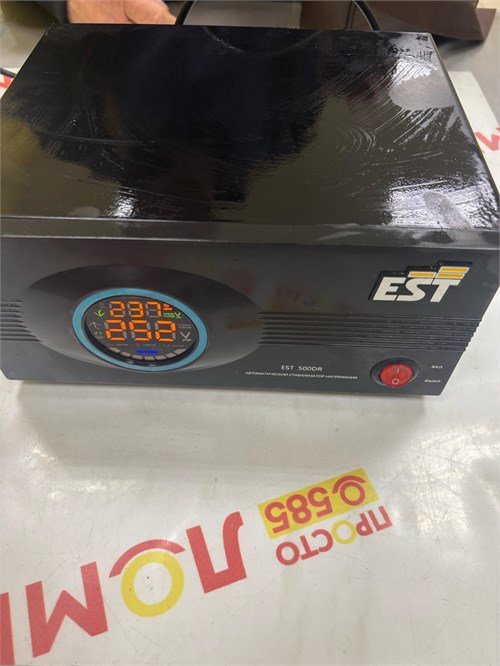 EST
237
252
EST 500DR
АВТОМАТИЧЕСКИЙ СТАБИЛИЗАТОР НАПРЯЖЕНИЯ
ВКЛ
ВЫКЛ
ПРОСТО
0,585
ЛОМ